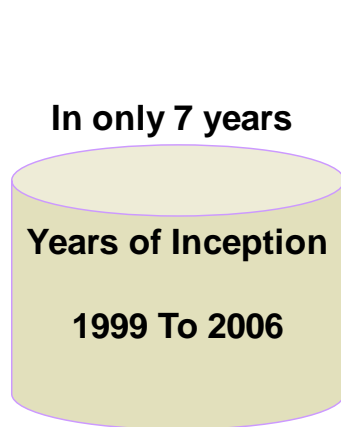 In only 7 years
Years of Inception
1999 To 2006